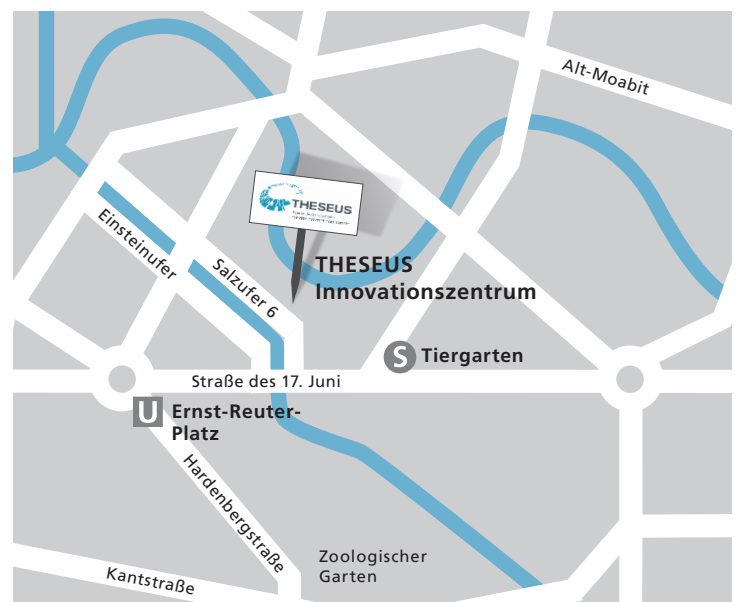 Alt-Moabit
THESEUS
Einsteinufer
Salzufer 6
THESEUS
Innovationszentrum
S Tiergarten
Straße des 17. Juni
U Ernst-Reuter-
Platz
Hardenbergstraße
Zoologischer
Garten
Kantstraße